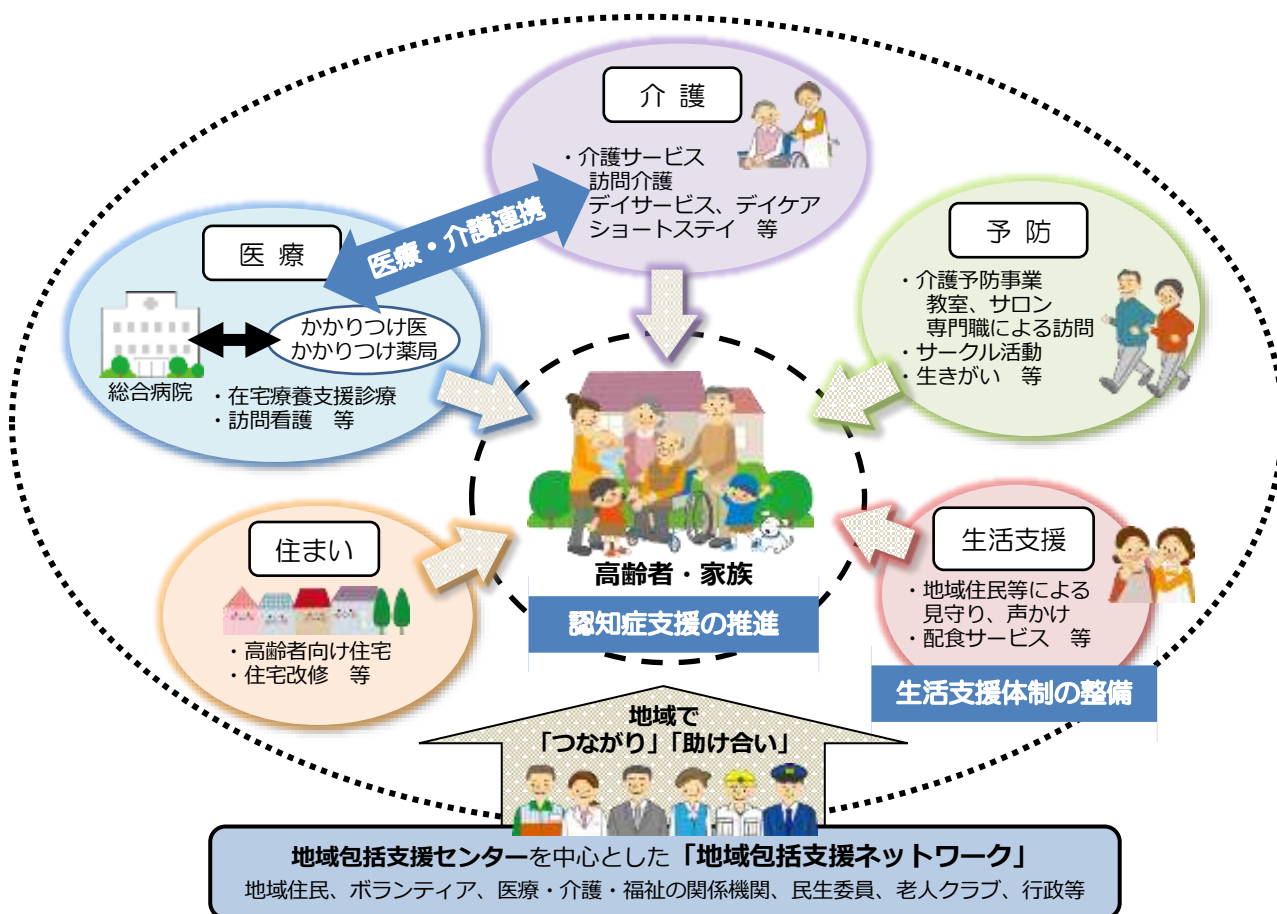 介 護
・介護サービス
訪問介護
デイサービス、デイケア
ショートステイ　等
医療・介護連携
医 療
かかりつけ医
かかりつけ薬局
総合病院
・在宅療養支援診療
・訪問看護　等
予 防
・介護予防事業
教室、サロン
専門職による訪問
・サークル活動
・生きがい　等
住まい
・高齢者向け住宅
・住宅改修　等
高齢者・家族
認知症支援の推進
生活支援
・地域住民等による
見守り、声かけ
・配食サービス　等
生活支援体制の整備
地域で
「つながり」「助け合い」
地域包括支援センターを中心とした「地域包括支援ネットワーク」
地域住民、ボランティア、医療・介護・福祉の関係機関、民生委員、老人クラブ、行政等